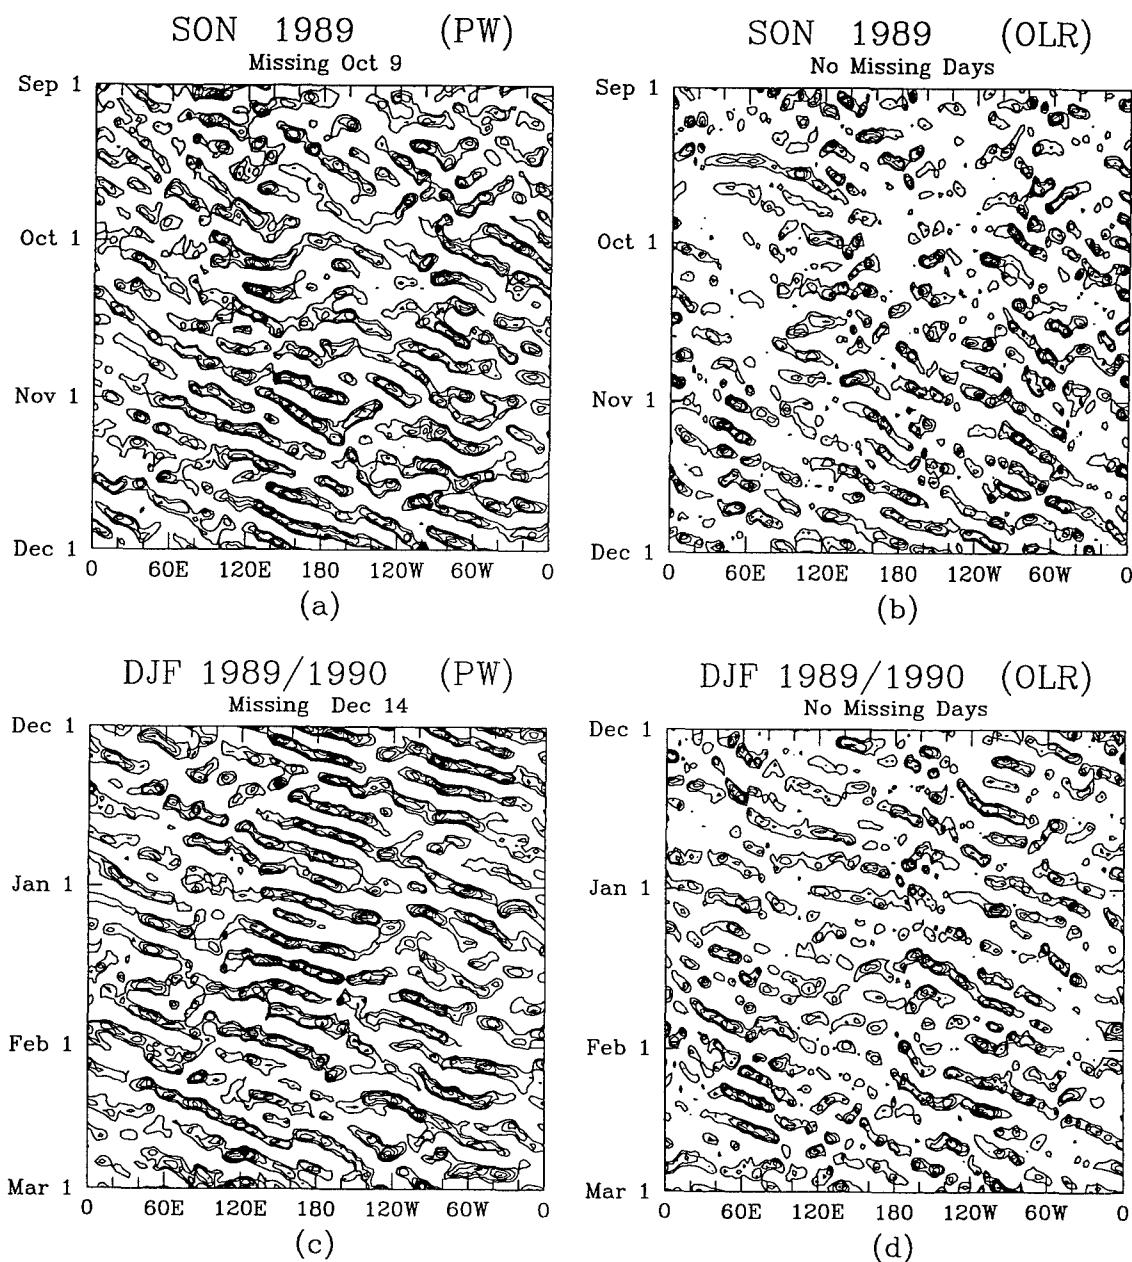 SON 1989 (PW)
Missing Oct 9
Sep 1
Oct 1
Nov 1
Dec 1
0 60E 120E 180 120W 60W 0
(a)
SON 1989 (OLR)
No Missing Days
Sep 1
Oct 1
Nov 1
Dec 1
0 60E 120E 180 120W 60W 0
(b)
DJF 1989/1990 (PW)
Missing Dec 14
Dec 1
Jan 1
Feb 1
Mar 1
0 60E 120E 180 120W 60W 0
(c)
DJF 1989/1990 (OLR)
No Missing Days
Dec 1
Jan 1
Feb 1
Mar 1
0 60E 120E 180 120W 60W 0
(d)